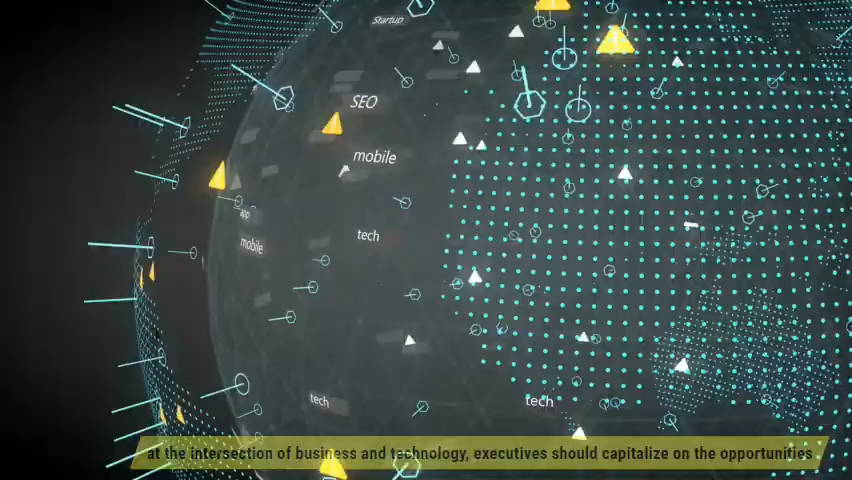 Startup
SEO
mobile
tech
app
mobile
tech
tech
at the intersection of business and technology, executives should capitalize on the opportunities